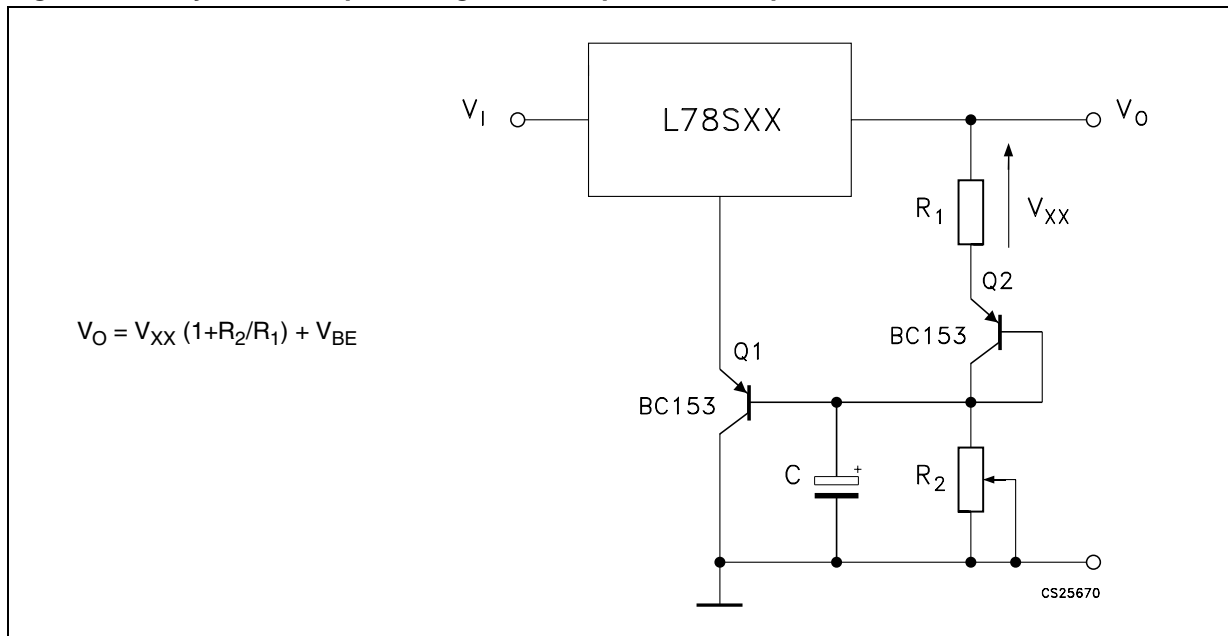 L78SXX
V_I
V_O
R_1
V_XX
Q2
BC153
V_O = V_XX (1+R_2/R_1) + V_BE
Q1
BC153
C
+
R_2
CS25670